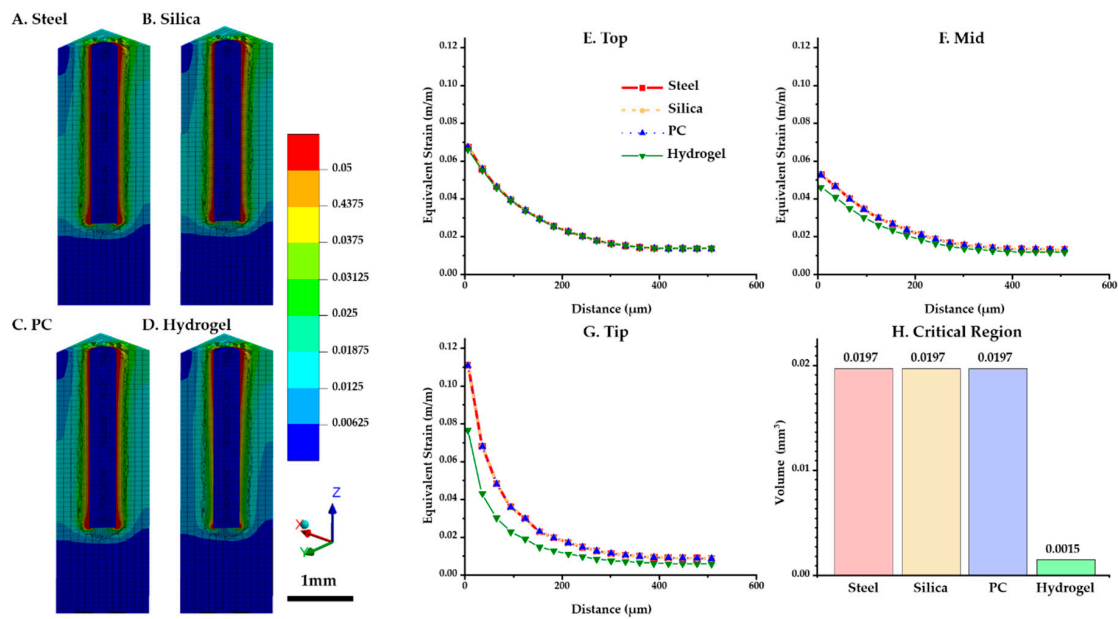 A. Steel
B. Silica
C. PC
D. Hydrogel
0.05
0.4375
0.0375
0.03125
0.025
0.01875
0.0125
0.00625
Z
X
Y
1mm
E. Top
Equivalent Strain (m/m)
0.12
0.10
0.08
0.06
0.04
0.02
0.00
0
200
400
600
Distance (µm)
Steel
Silica
PC
Hydrogel
F. Mid
Equivalent Strain (m/m)
0.12
0.10
0.08
0.06
0.04
0.02
0.00
0
200
400
600
Distance (µm)
G. Tip
Equivalent Strain (m/m)
0.12
0.10
0.08
0.06
0.04
0.02
0.00
0
200
400
600
Distance (µm)
H. Critical Region
Volume (mm³)
0.02
0.01
0.00
0.0197
0.0197
0.0197
0.0015
Steel
Silica
PC
Hydrogel